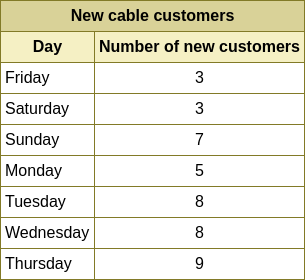 New cable customers
Day Number of new customers
Friday 3
Saturday 3
Sunday 7
Monday 5
Tuesday 8
Wednesday 8
Thursday 9